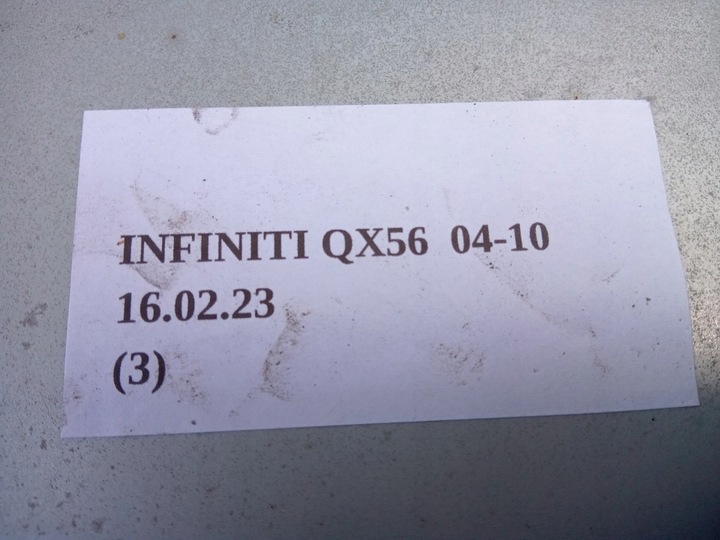 INFINITI QX56 04-10
16.02.23
(3)